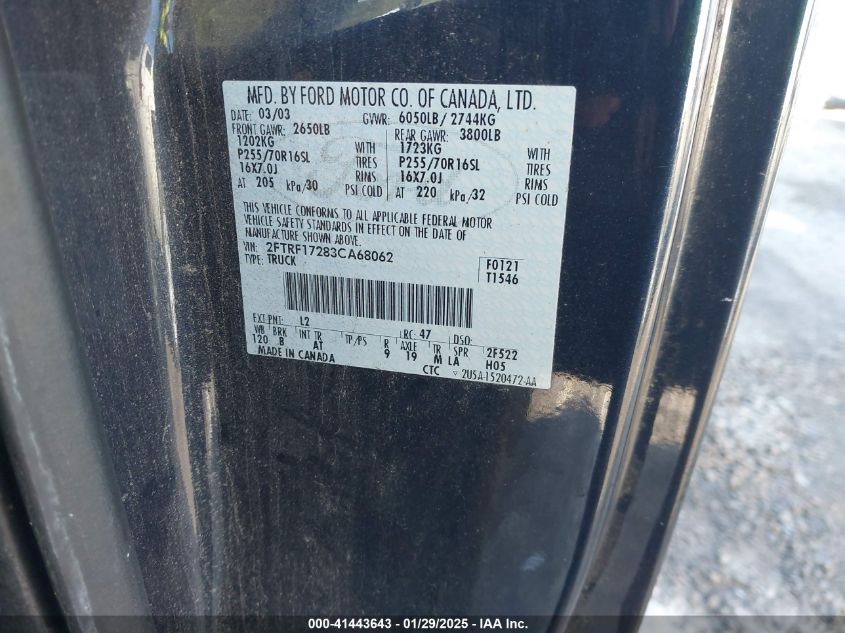 MFD. BY FORD MOTOR CO. OF CANADA, LTD.
DATE: 03/03 GVWR: 6050LB/ 2744KG
FRONT GAWR: 2650LB REAR GAWR: 3800LB
1202KG WITH 1723KG WITH
P255/70R16SL TIRES P255/70R16SL TIRES
16X7.0J RIMS 16X7.0J RIMS
AT 205 kPa/30 PSI COLD AT 220 kPa/32 PSI COLD
THIS VEHICLE CONFORMS TO ALL APPLICABLE FEDERAL MOTOR
VEHICLE SAFETY STANDARDS IN EFFECT ON THE DATE OF
MANUFACTURE SHOWN ABOVE.
VIN: 2FTRF17283CA68062 F0121
TYPE: TRUCK T1546
EXT PNT: L2 RC: 47 DSO:
WB BRK INT TR TP/PS R AXLE TR SPR 2F522
120 B AT 9 19 M LA H05
MADE IN CANADA CTC 2U5A-1520472-AA
000-41443643 / 01/29/2025 - © IAA Holdings, LLC.